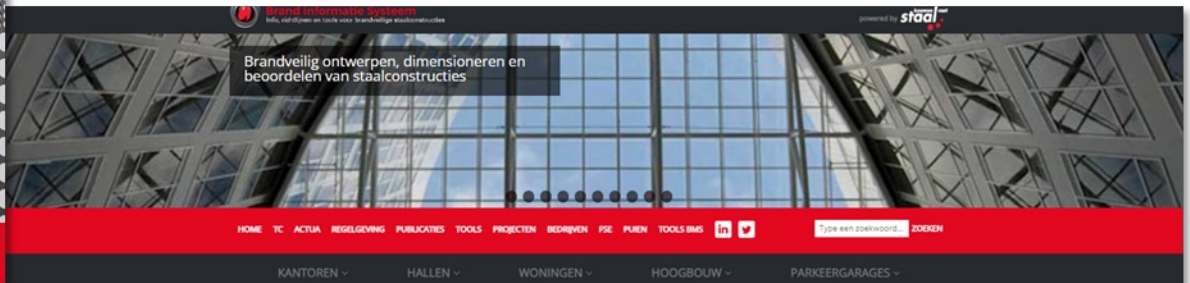 Brand Informatie Systeem
Info, richtlijnen en tools voor brandveilige staalconstructies
powered by staal
Brandveilig ontwerpen, dimensioneren en
beoordelen van staalconstructies
HOME TC ACTUA REGELGEVING PUBLICATIES TOOLS PROJECTEN BEDRIJVEN FSE PUIEN TOOLS BMS in Type een zoekwoord... ZOEKEN
KANTOREN HALLEN WONINGEN HOOGBOUW PARKEERGARAGES